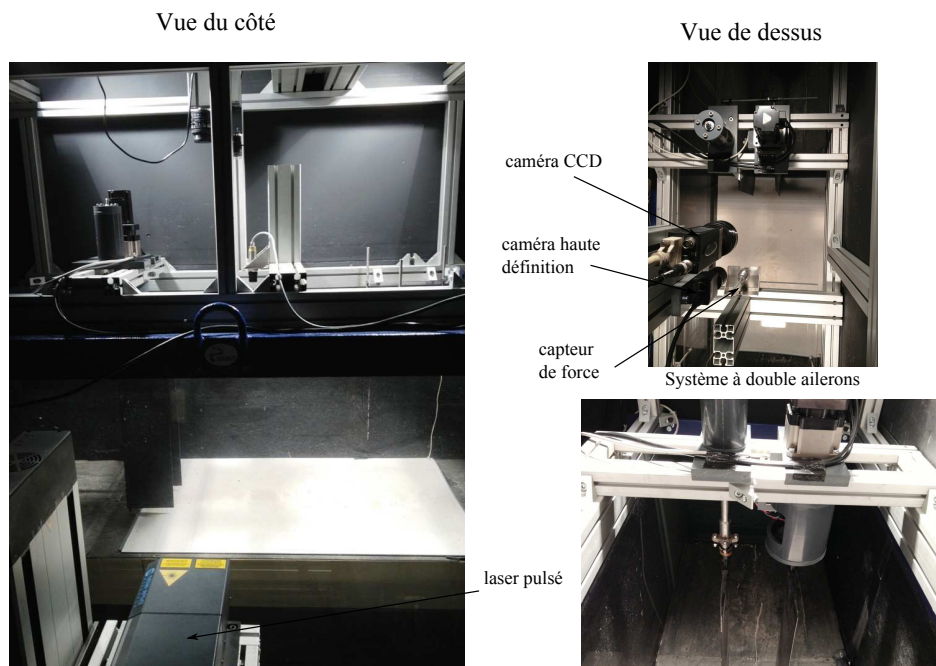 Vue du côté
Vue de dessus
caméra CCD
caméra haute
définition
capteur
de force
Système à double ailerons
laser pulsé